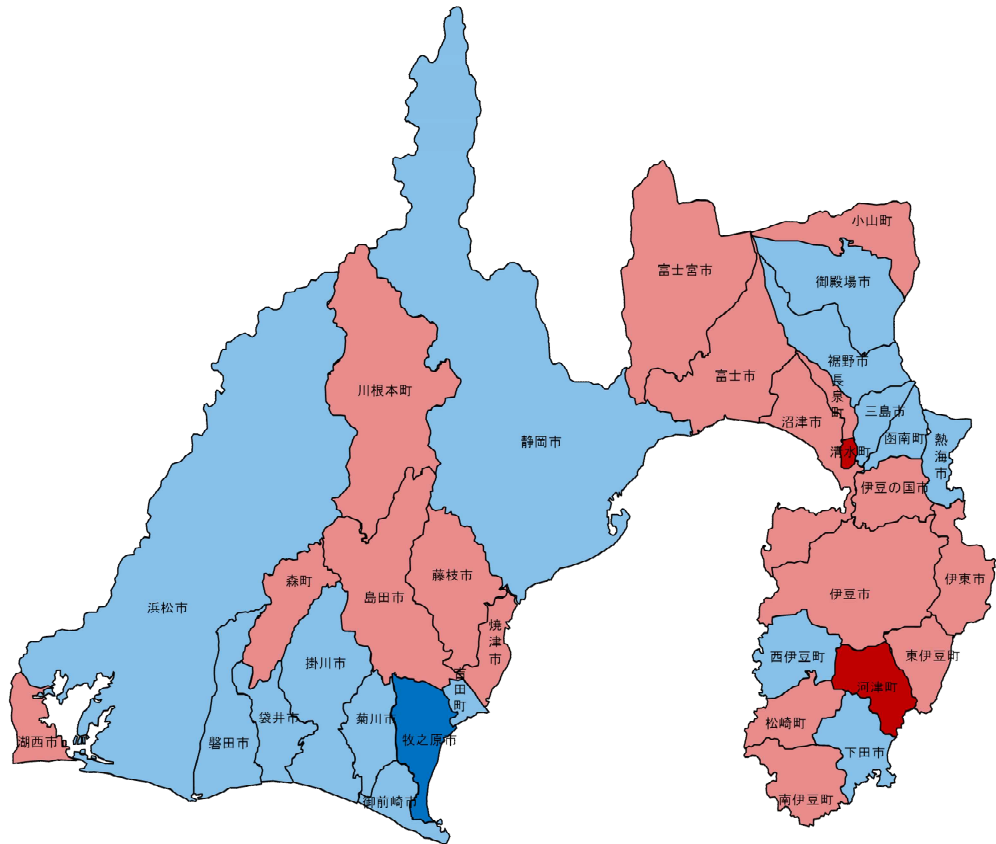 小山町
富士宮市
御殿場市
裾野市
富士市
長泉町
川根本町
三島市
沼津市
函南町
静岡市
熱海市
清水町
伊豆の国市
藤枝市
伊東市
森町
島田市
伊豆市
浜松市
焼津市
西伊豆町
東伊豆町
掛川市
吉田町
河津町
袋井市
菊川市
松崎町
牧之原市
湖西市
磐田市
下田市
御前崎市
南伊豆町